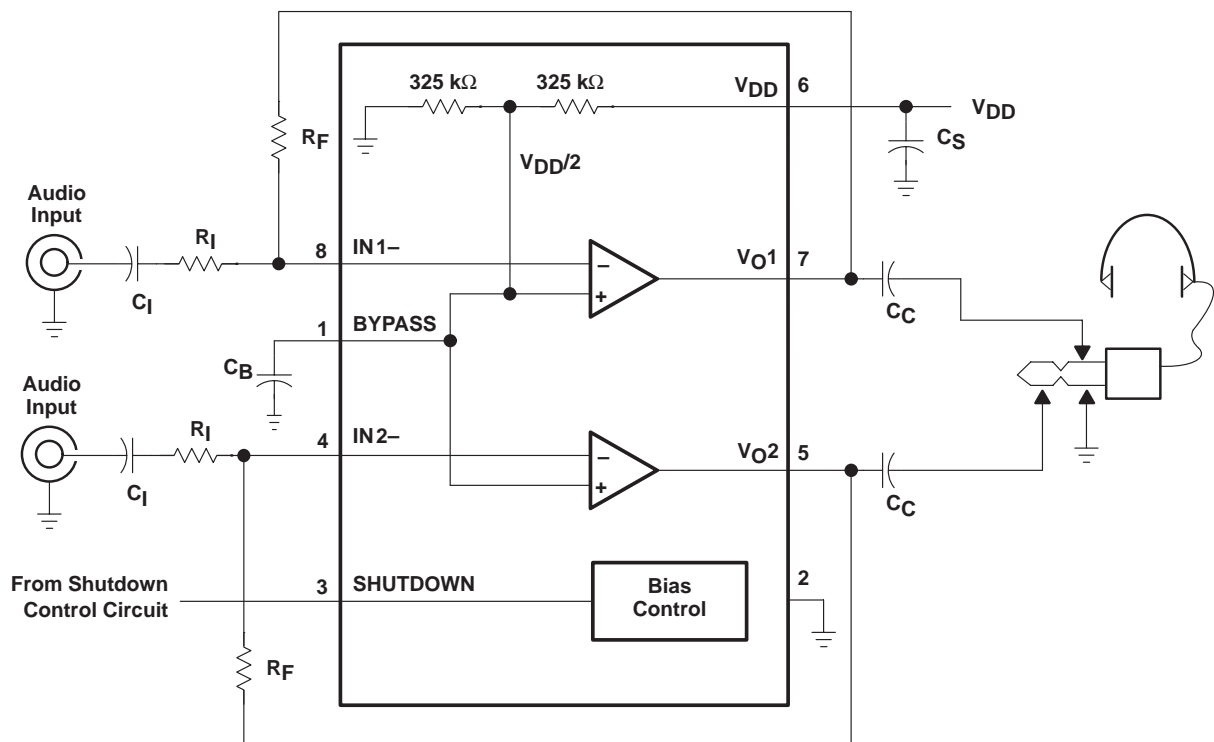 325 kΩ
325 kΩ
VDD
6
VDD
CS
RF
VDD/2
Audio
Input
RI
CI
8
IN1–
–
+
VO1
7
CC
1
BYPASS
CB
Audio
Input
RI
CI
4
IN2–
–
+
VO2
5
CC
From Shutdown
Control Circuit
3
SHUTDOWN
Bias
Control
2
RF